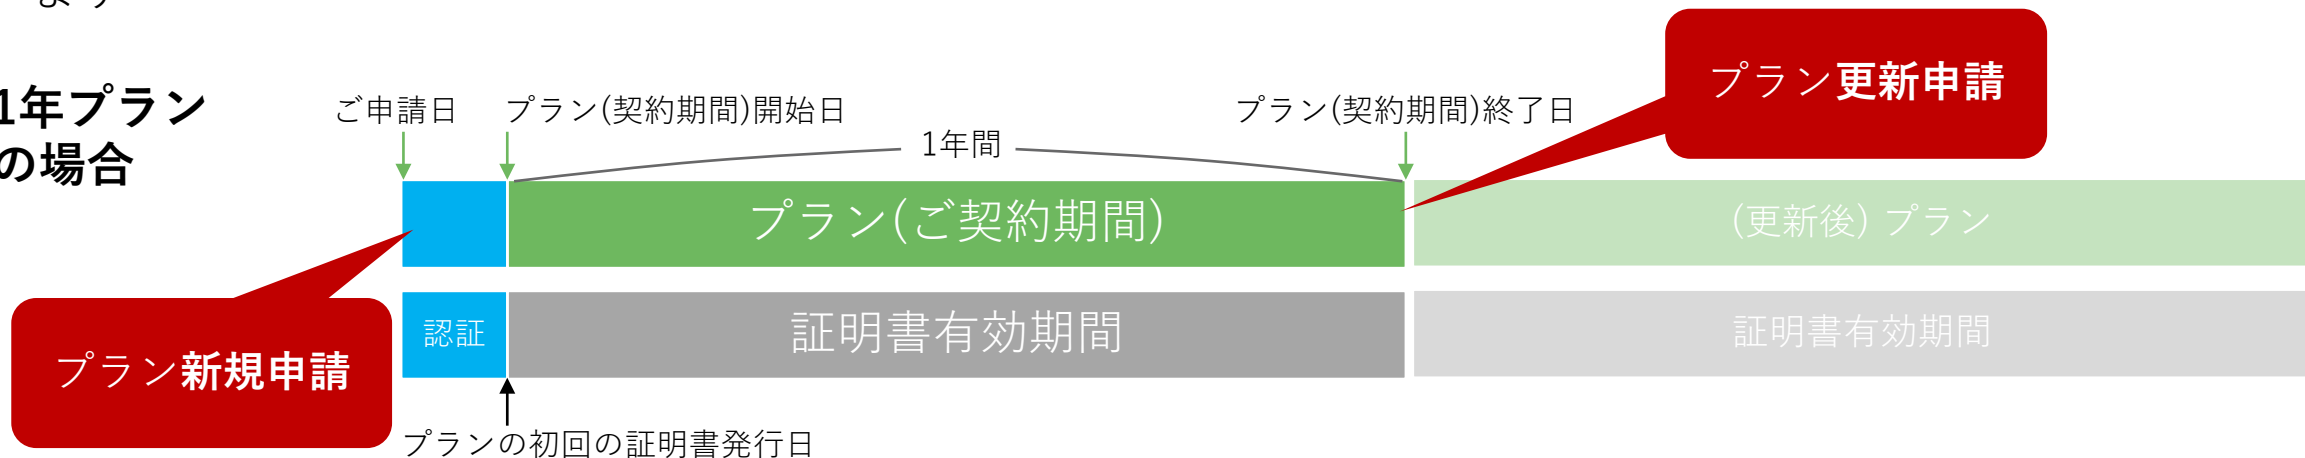 ます
1年プラン
の場合
ご申請日
プラン(契約期間)開始日
1年間
プラン(契約期間)終了日
プラン更新申請
プラン(ご契約期間)
(更新後) プラン
認証
証明書有効期間
証明書有効期間
プラン新規申請
プランの初回の証明書発行日